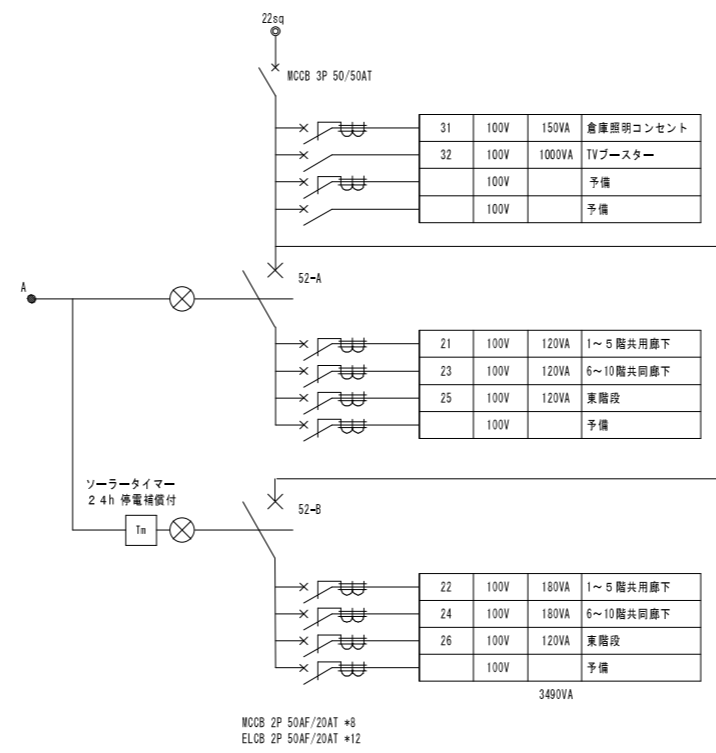 22sq
MCCB 3P 50/50AT
31 100V 150VA 倉庫照明コンセント
32 100V 1000VA TVブースター
100V 予備
100V 予備
52-A
A
21 100V 120VA 1～5階共用廊下
23 100V 120VA 6～10階共同廊下
25 100V 120VA 東階段
100V 予備
ソーラータイマー
24h 停電補償付
52-B
Tm
22 100V 180VA 1～5階共用廊下
24 100V 180VA 6～10階共同廊下
26 100V 120VA 東階段
100V 予備
3490VA
MCCB 2P 50AF/20AT *8
ELCB 2P 50AF/20AT *12